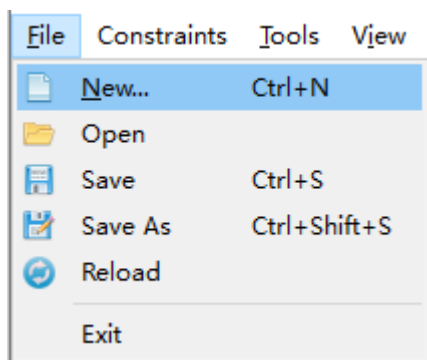 File Constraints Tools View
New... Ctrl+N
Open
Save Ctrl+S
Save As Ctrl+Shift+S
Reload
Exit